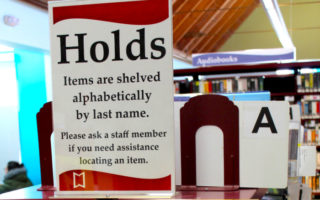 Holds
Items are shelved
alphabetically
by last name.
Please ask a staff member
if you need assistance
locating an item.
Audiobooks
A